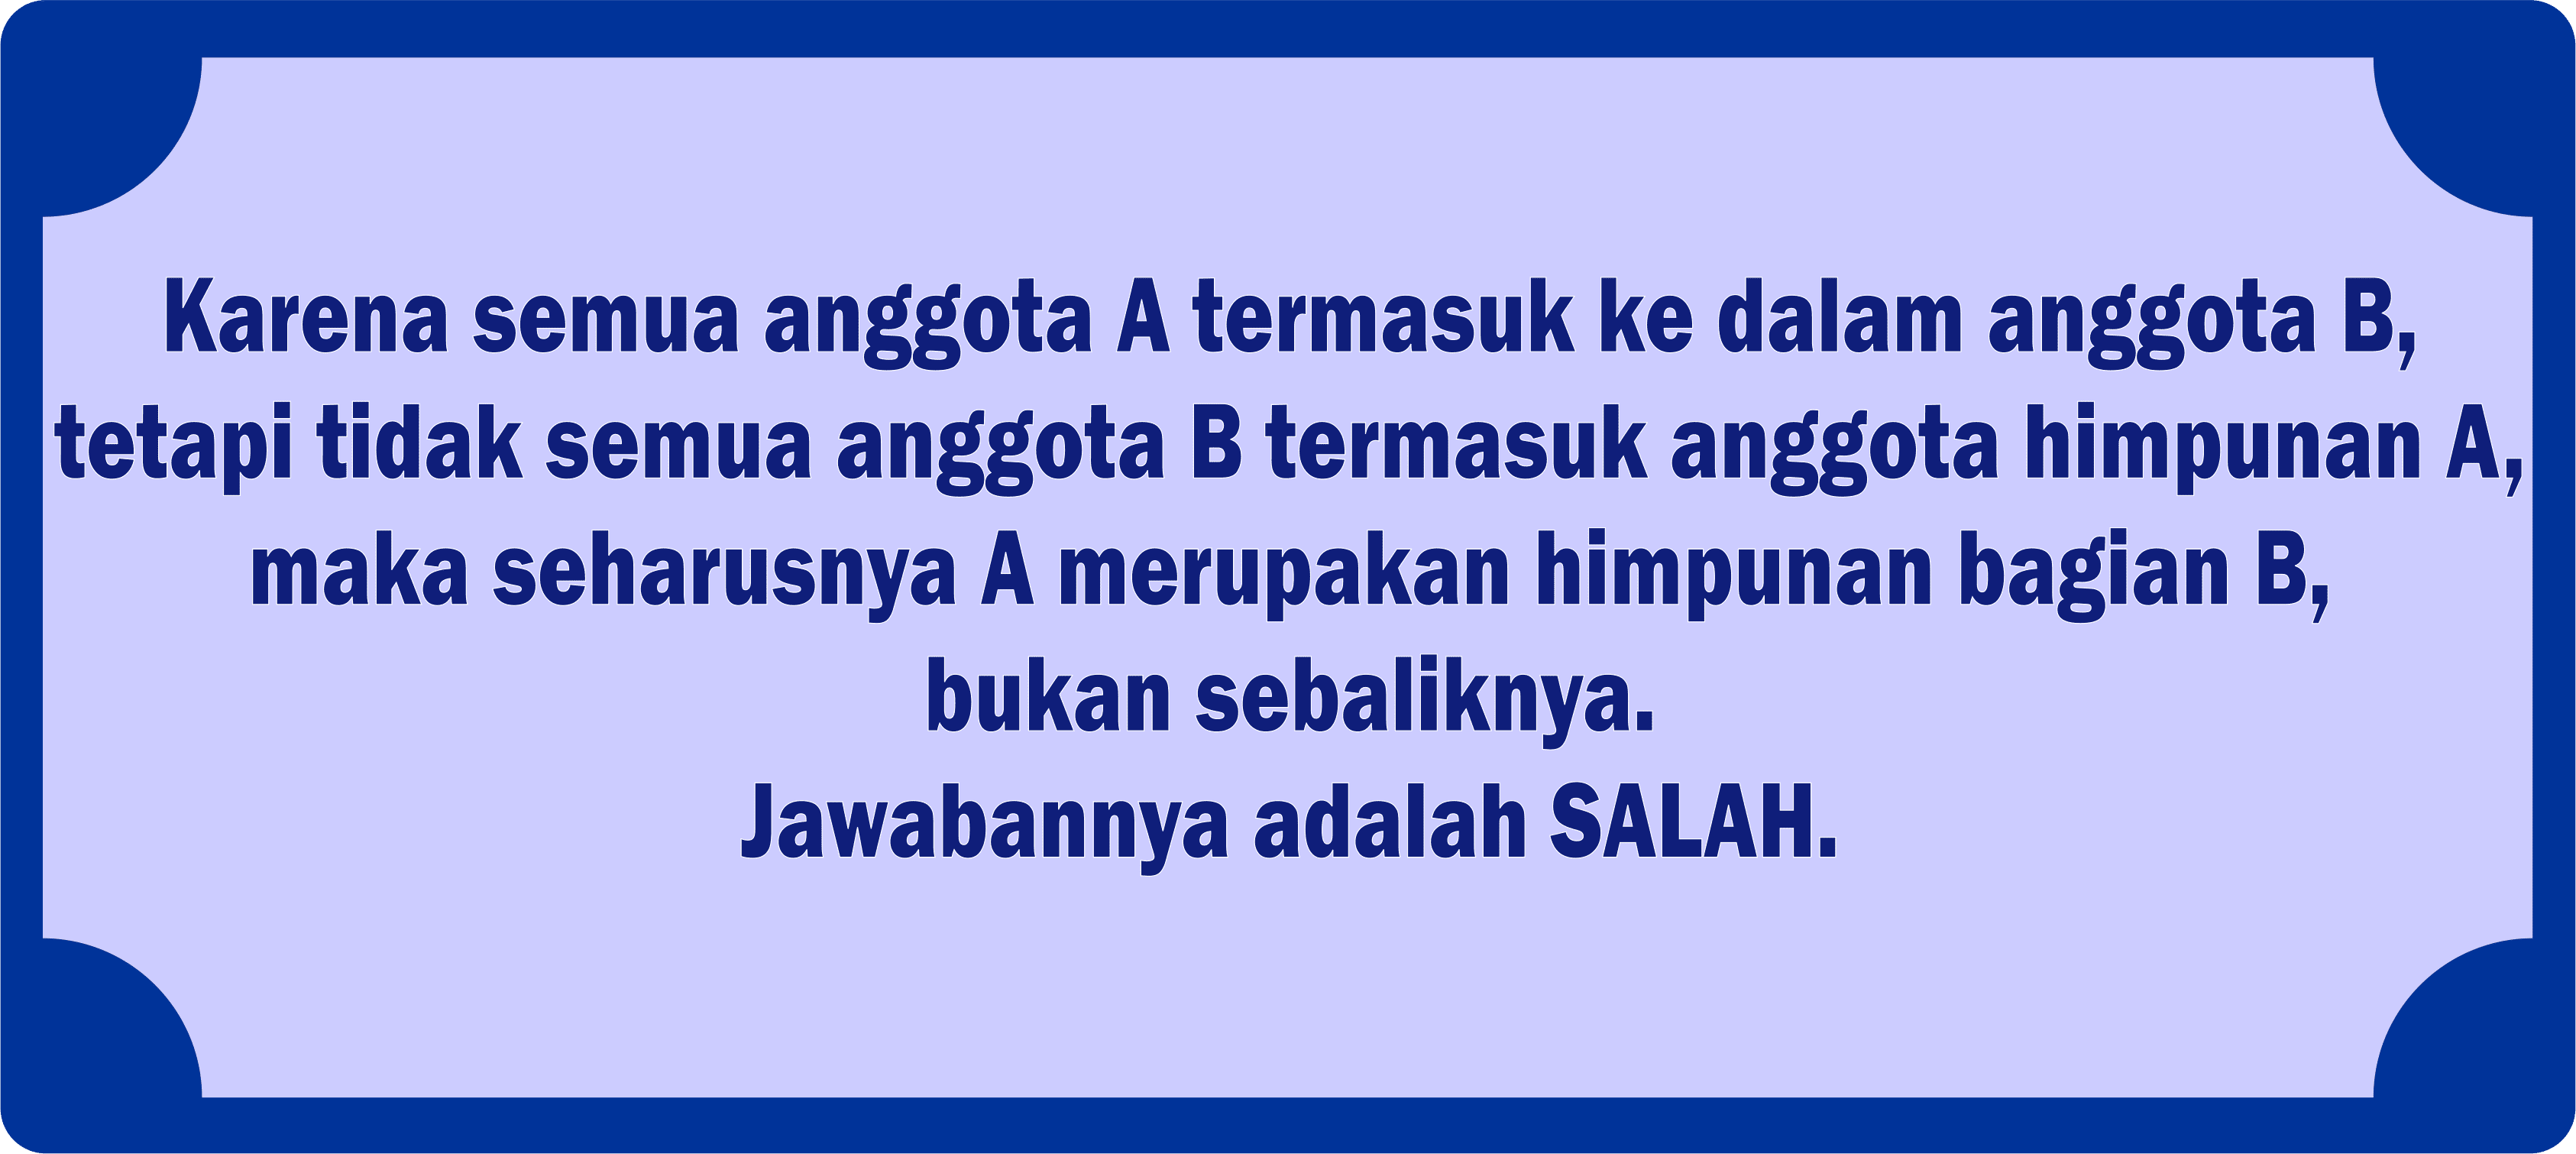 Karena semua anggota A termasuk ke dalam anggota B,
tetapi tidak semua anggota B termasuk anggota himpunan A,
maka seharusnya A merupakan himpunan bagian B,
bukan sebaliknya.
Jawabannya adalah SALAH.